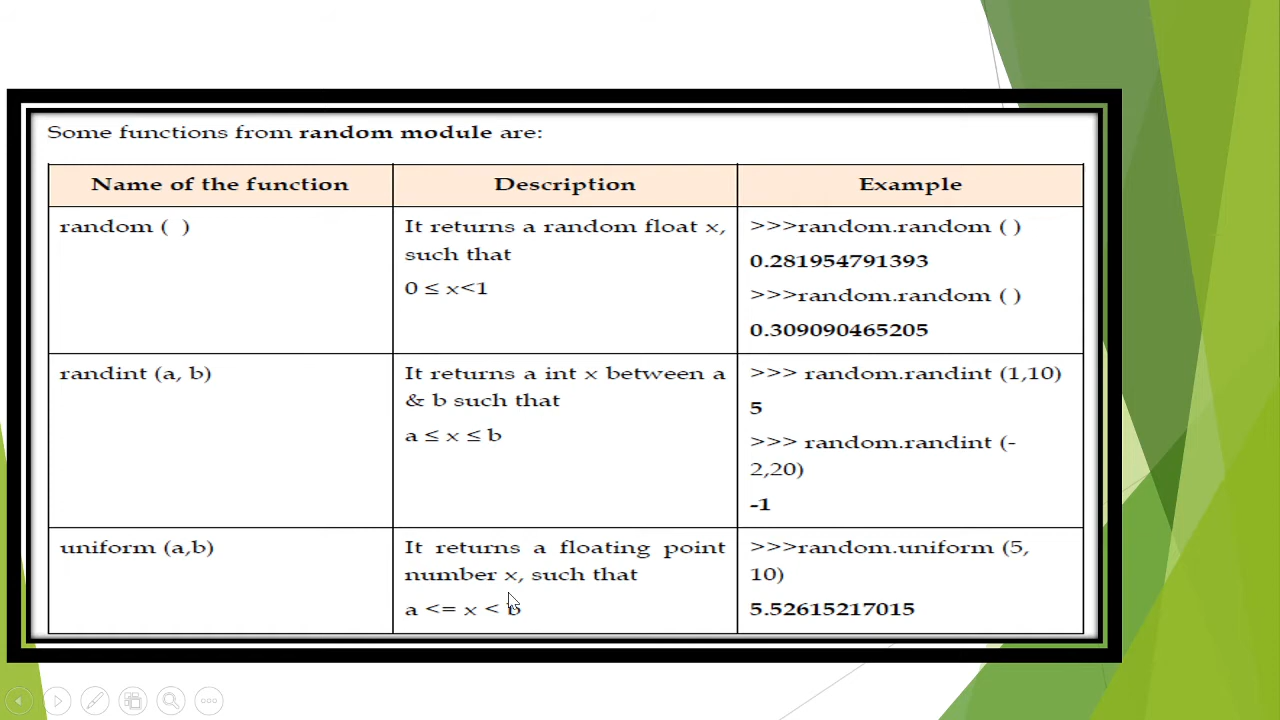 Some functions from random module are:
Name of the function
Description
Example
random ( )
It returns a random float x,
such that
0 ≤ x<1
>>>random.random ( )
0.281954791393
>>>random.random ( )
0.309090465205
randint (a, b)
It returns a int x between a
& b such that
a ≤ x ≤ b
>>> random.randint (1,10)
5
>>> random.randint (-
2,20)
-1
uniform (a,b)
It returns a floating point
number x, such that
a <= x < b
>>>random.uniform (5,
10)
5.52615217015